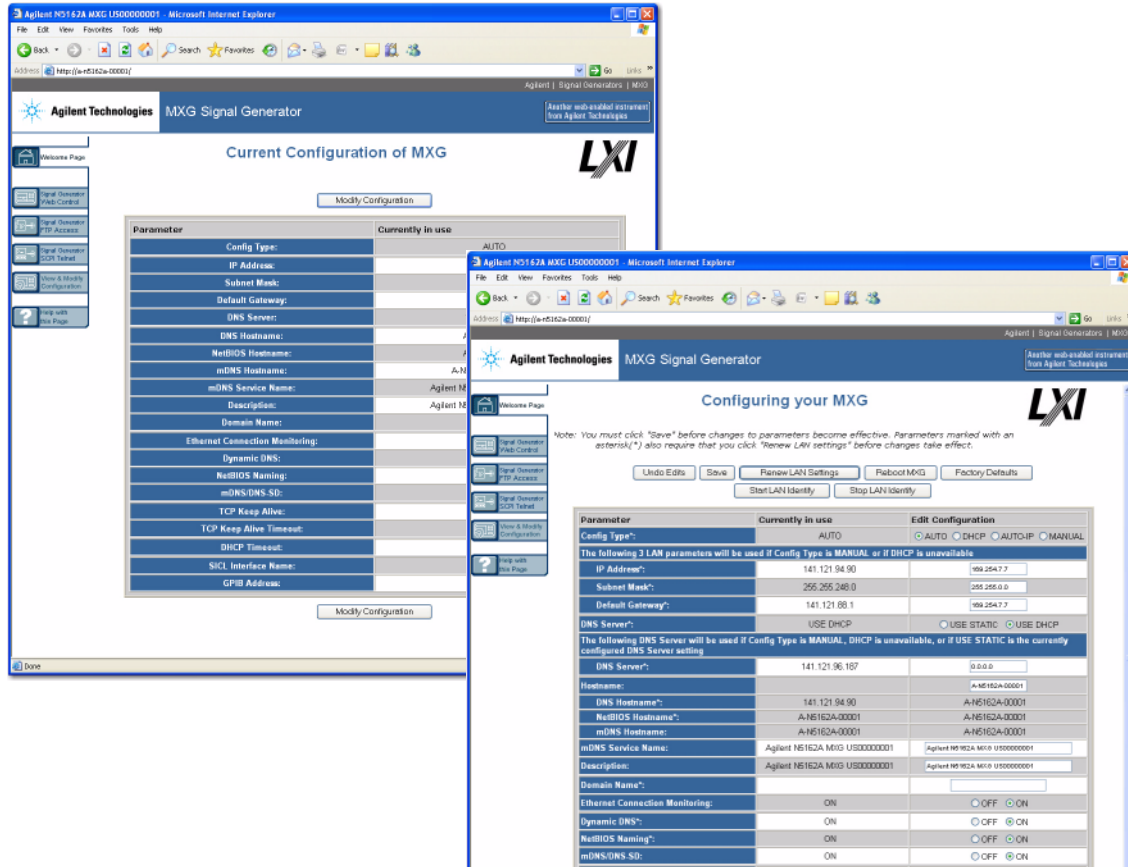 Agilent N5162A MXG US00000001 - Microsoft Internet Explorer
File Edit View Favorites Tools Help
Back Search Favorites
Address http://a-n5162a-00001/ Go Links
Agilent | Signal Generators | MXG
Agilent Technologies MXG Signal Generator
Another web-enabled instrument
from Agilent Technologies
Welcome Page
Signal Generator
Web Control
Signal Generator
FTP Access
Signal Generator
SCPI Telnet
View & Modify
Configuration
Help with
this Page
Current Configuration of MXG
LXI
Modify Configuration
Parameter Currently in use
Config Type: AUTO
IP Address:
Subnet Mask:
Default Gateway:
DNS Server:
DNS Hostname:
NetBIOS Hostname:
mDNS Hostname: A-N
mDNS Service Name: Agilent N5
Description: Agilent N5
Domain Name:
Ethernet Connection Monitoring:
Dynamic DNS:
NetBIOS Naming:
mDNS/DNS-SD:
TCP Keep Alive:
TCP Keep Alive Timeout:
DHCP Timeout:
SICL Interface Name:
GPIB Address:
Modify Configuration
Done
Agilent N5162A MXG US00000001 - Microsoft Internet Explorer
File Edit View Favorites Tools Help
Back Search Favorites
Address http://a-n5162a-00001/ Go Links
Agilent | Signal Generators | MXG
Agilent Technologies MXG Signal Generator
Another web-enabled instrument
from Agilent Technologies
Welcome Page
Signal Generator
Web Control
Signal Generator
FTP Access
Signal Generator
SCPI Telnet
View & Modify
Configuration
Help with
this Page
Configuring your MXG
LXI
Note: You must click "Save" before changes to parameters become effective. Parameters marked with an
asterisk(*) also require that you click "Renew LAN settings" before changes take effect.
Undo Edits Save Renew LAN Settings Reboot MXG Factory Defaults
Start LAN Identify Stop LAN Identify
Parameter Currently in use Edit Configuration
Config Type*: AUTO AUTO DHCP AUTO-IP MANUAL
The following 3 LAN parameters will be used if Config Type is MANUAL or if DHCP is unavailable
IP Address*: 141.121.94.90 169.254.7.7
Subnet Mask*: 255.255.248.0 255.255.0.0
Default Gateway*: 141.121.88.1 169.254.7.7
DNS Server*: USE DHCP USE STATIC USE DHCP
The following DNS Server will be used if Config Type is MANUAL, DHCP is unavailable, or if USE STATIC is the currently
configured DNS Server setting
DNS Server*: 141.121.96.187 0.0.0.0
Hostname: A-N5162A-00001
DNS Hostname*: 141.121.94.90 A-N5162A-00001
NetBIOS Hostname*: A-N5162A-00001 A-N5162A-00001
mDNS Hostname: A-N5162A-00001 A-N5162A-00001
mDNS Service Name: Agilent N5162A MXG US00000001 Agilent N5162A MXG US00000001
Description: Agilent N5162A MXG US00000001 Agilent N5162A MXG US00000001
Domain Name*:
Ethernet Connection Monitoring: ON OFF ON
Dynamic DNS*: ON OFF ON
NetBIOS Naming*: ON OFF ON
mDNS/DNS-SD: ON OFF ON